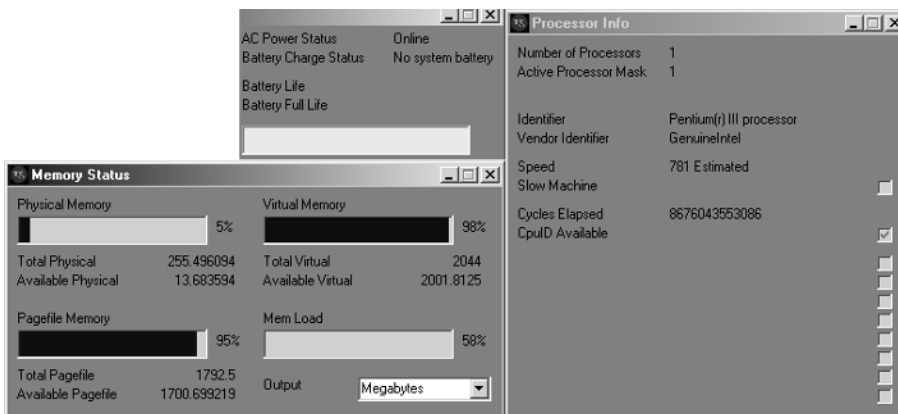 AC Power Status Online
Battery Charge Status No system battery
Battery Life
Battery Full Life
Processor Info
Number of Processors 1
Active Processor Mask 1
Identifier Pentium(r) III processor
Vendor Identifier GenuineIntel
Speed 781 Estimated
Slow Machine
Cycles Elapsed 8676043553086
CpuID Available
Memory Status
Physical Memory
5%
Total Physical 255.496094
Available Physical 13.683594
Virtual Memory
98%
Total Virtual 2044
Available Virtual 2001.8125
Pagefile Memory
95%
Total Pagefile 1792.5
Available Pagefile 1700.699219
Mem Load
58%
Output Megabytes